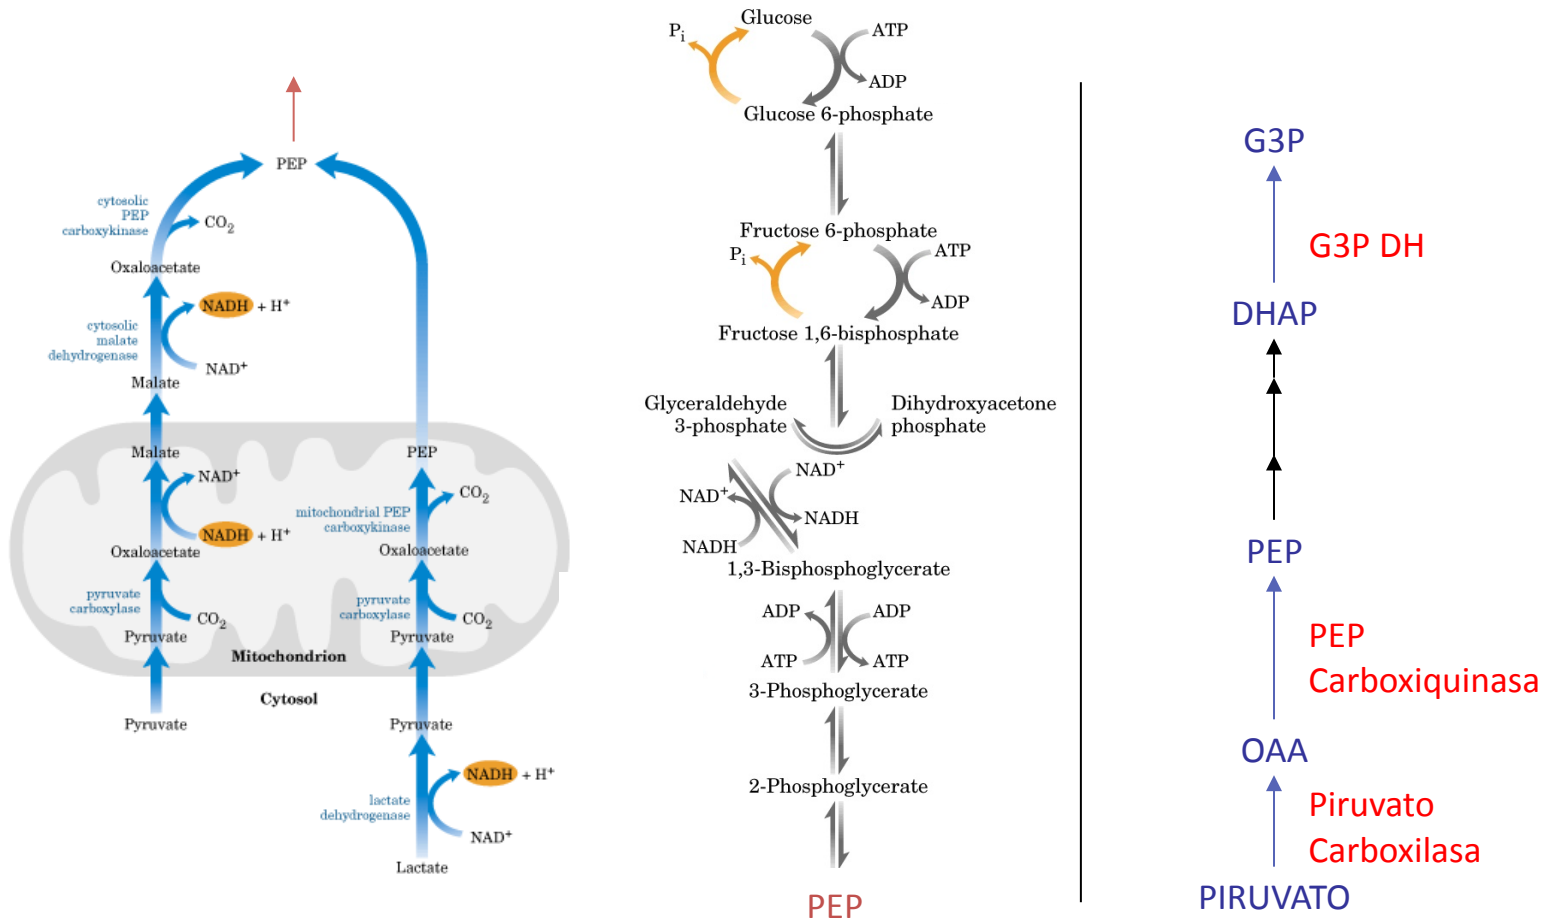 PEP
cytosolic
PEP
carboxykinase
CO₂
Oxaloacetate
NADH + H⁺
cytosolic
malate
dehydrogenase
NAD⁺
Malate
Malate
NAD⁺
NADH + H⁺
Oxaloacetate
pyruvate
carboxylase
CO₂
Pyruvate
Pyruvate
PEP
CO₂
mitochondrial PEP
carboxykinase
Oxaloacetate
pyruvate
carboxylase
CO₂
Pyruvate
Mitochondrion
Cytosol
Pyruvate
NADH + H⁺
lactate
dehydrogenase
NAD⁺
Lactate
Glucose
Pᵢ
ATP
ADP
Glucose 6-phosphate
Fructose 6-phosphate
Pᵢ
ATP
ADP
Fructose 1,6-bisphosphate
Glyceraldehyde
3-phosphate
Dihydroxyacetone
phosphate
NAD⁺
NAD⁺
NADH
NADH
1,3-Bisphosphoglycerate
ADP
ADP
ATP
ATP
3-Phosphoglycerate
2-Phosphoglycerate
PEP
G3P
G3P DH
DHAP
PEP
PEP
Carboxiquinasa
OAA
Piruvato
Carboxilasa
PIRUVATO